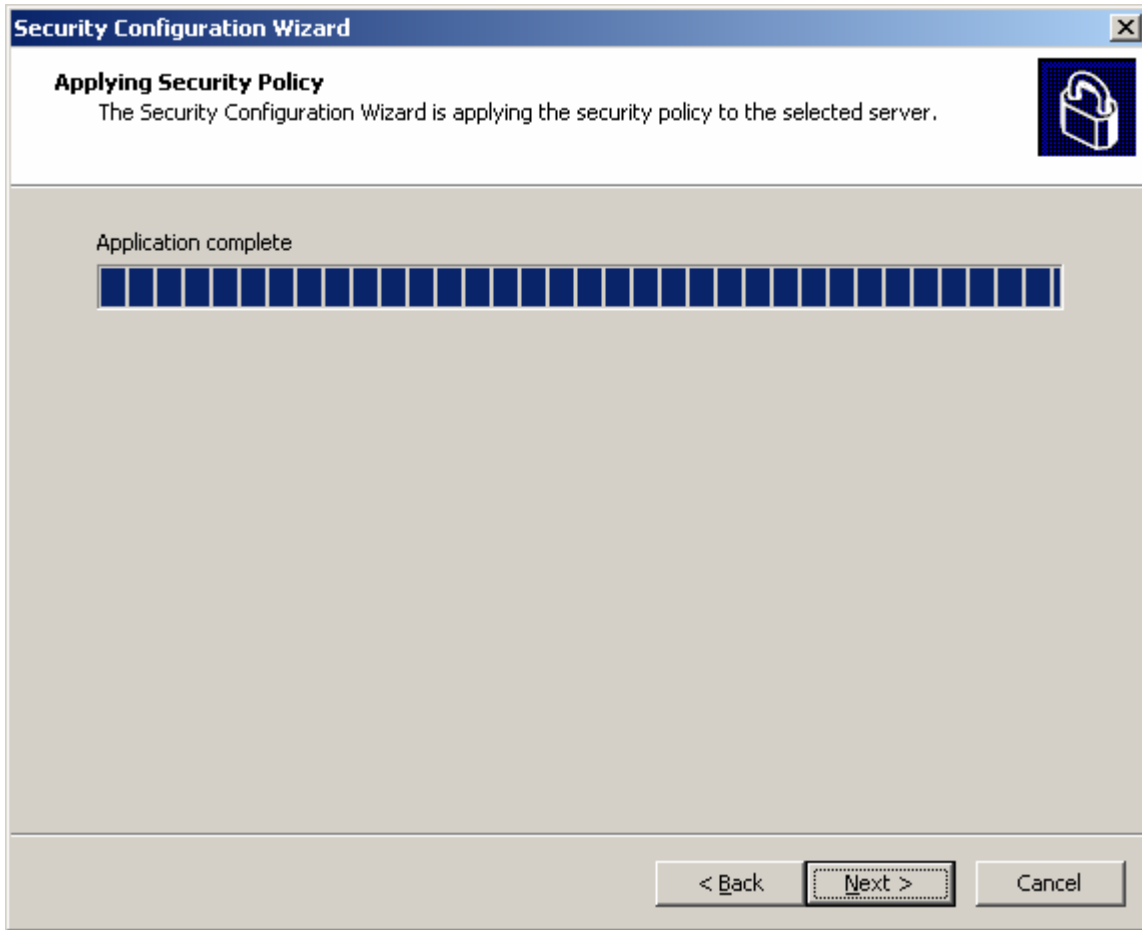 Security Configuration Wizard
Applying Security Policy
The Security Configuration Wizard is applying the security policy to the selected server.
Application complete
< Back
Next >
Cancel